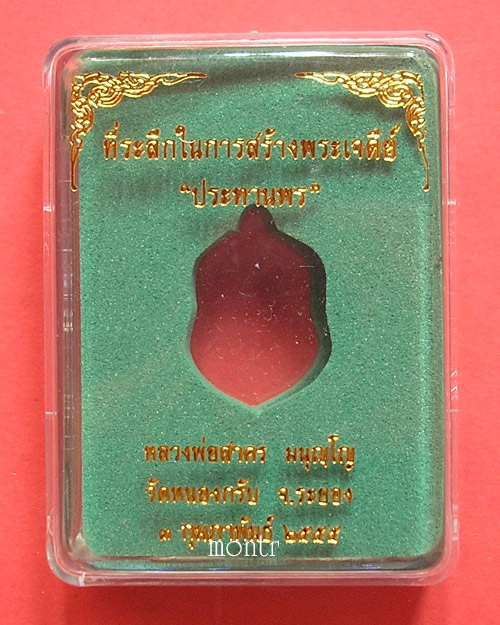 ที่ระลึกในการสร้างพระเจดีย์
"ประทานพร"
หลวงพ่อสาคร มนุญฺโญ
วัดหนองกรับ จ.ระยอง
๓ กุมภาพันธ์ ๒๕๕๕
montr